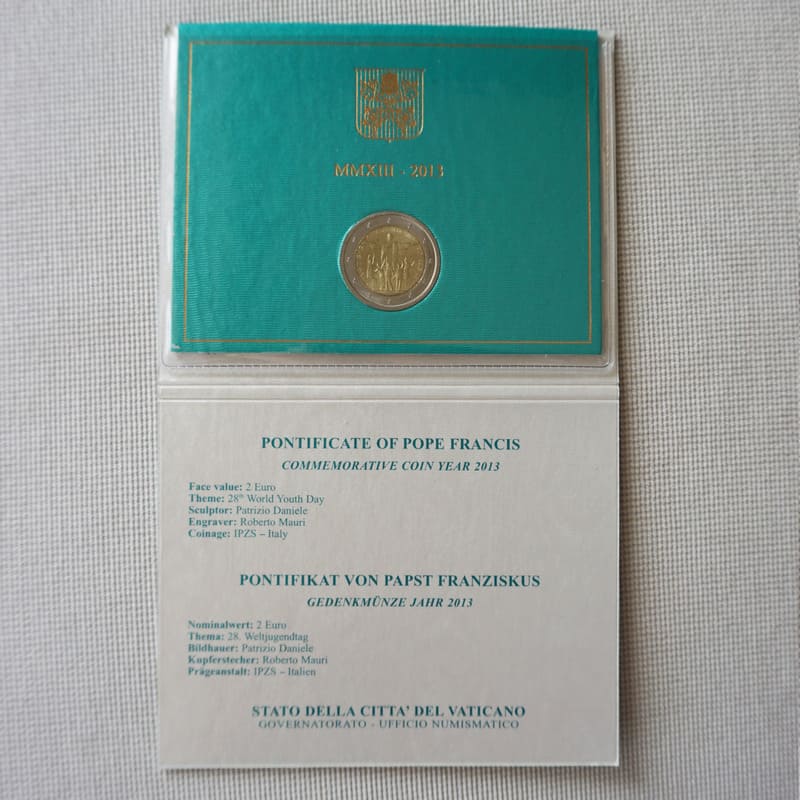 MMXIII · 2013
PONTIFICATE OF POPE FRANCIS
COMMEMORATIVE COIN YEAR 2013
Face value: 2 Euro
Theme: 28th World Youth Day
Sculptor: Patrizio Daniele
Engraver: Roberto Mauri
Coinage: IPZS – Italy
PONTIFIKAT VON PAPST FRANZISKUS
GEDENKMÜNZE JAHR 2013
Nominalwert: 2 Euro
Thema: 28. Weltjugendtag
Bildhauer: Patrizio Daniele
Kupferstecher: Roberto Mauri
Prägeanstalt: IPZS – Italien
STATO DELLA CITTA' DEL VATICANO
GOVERNATORATO - UFFICIO NUMISMATICO